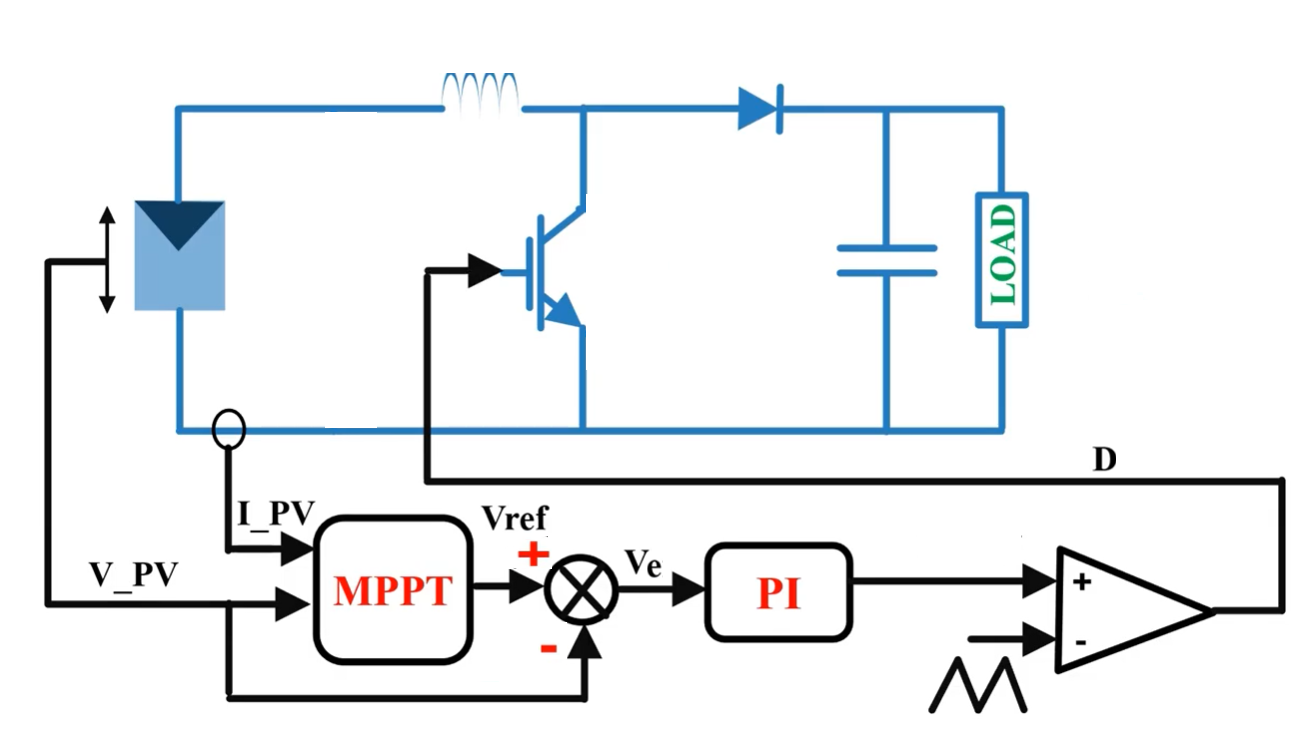 LOAD
D
I_PV
Vref
+
V_PV
MPPT
Ve
PI
+
-
-